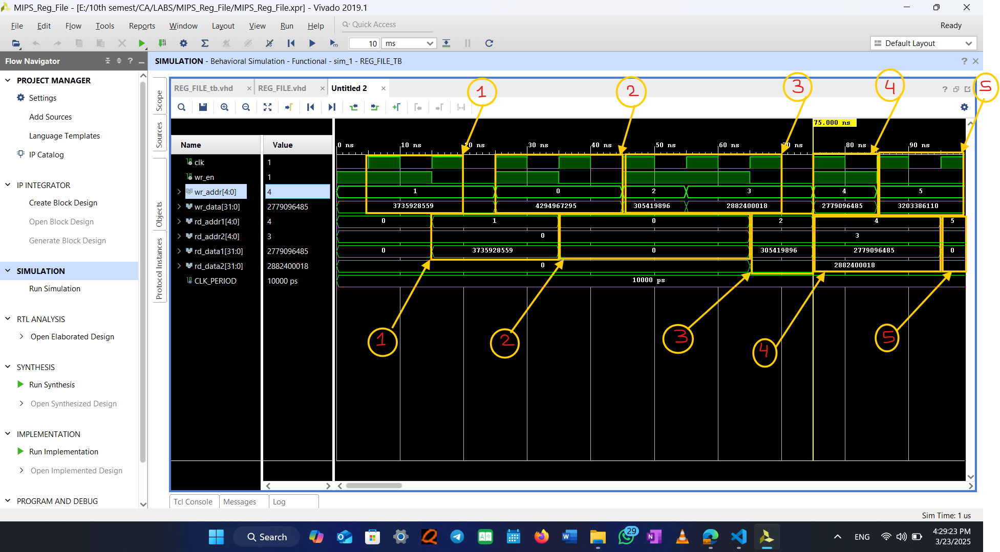 MIPS_Reg_File - [E:/10th semest/CA/LABS/MIPS_Reg_File/MIPS_Reg_File.xpr] - Vivado 2019.1
File Edit Flow Tools Reports Window Layout View Run Help Quick Access Ready
10 ms Default Layout
Flow Navigator
SIMULATION - Behavioral Simulation - Functional - sim_1 - REG_FILE_TB
PROJECT MANAGER
Settings
Add Sources
Language Templates
IP Catalog
IP INTEGRATOR
Create Block Design
Open Block Design
Generate Block Design
SIMULATION
Run Simulation
RTL ANALYSIS
Open Elaborated Design
SYNTHESIS
Run Synthesis
Open Synthesized Design
IMPLEMENTATION
Run Implementation
Open Implemented Design
PROGRAM AND DEBUG
Scope
Sources
Objects
Protocol Instances
REG_FILE_tb.vhd REG_FILE.vhd Untitled 2
1 2 3 4 5
75.000 ns
Name Value
0 ns 10 ns 20 ns 30 ns 40 ns 50 ns 60 ns 70 ns 80 ns 90 ns
clk 1
wr_en 1
wr_addr[4:0] 4 1 0 2 3 4 5
wr_data[31:0] 2779096485 3735928559 4294967295 305419896 2882400018 2779096485 3203386110
rd_addr1[4:0] 4 0 1 0 2 4 5
rd_addr2[4:0] 3 0 3
rd_data1[31:0] 2779096485 0 3735928559 0 305419896 2779096485 0
rd_data2[31:0] 2882400018 0 2882400018
CLK_PERIOD 10000 ps 10000 ps
1 2 3 4 5
Tcl Console Messages Log
Sim Time: 1 us
Search
29
ENG
4:29:23 PM
3/23/2025